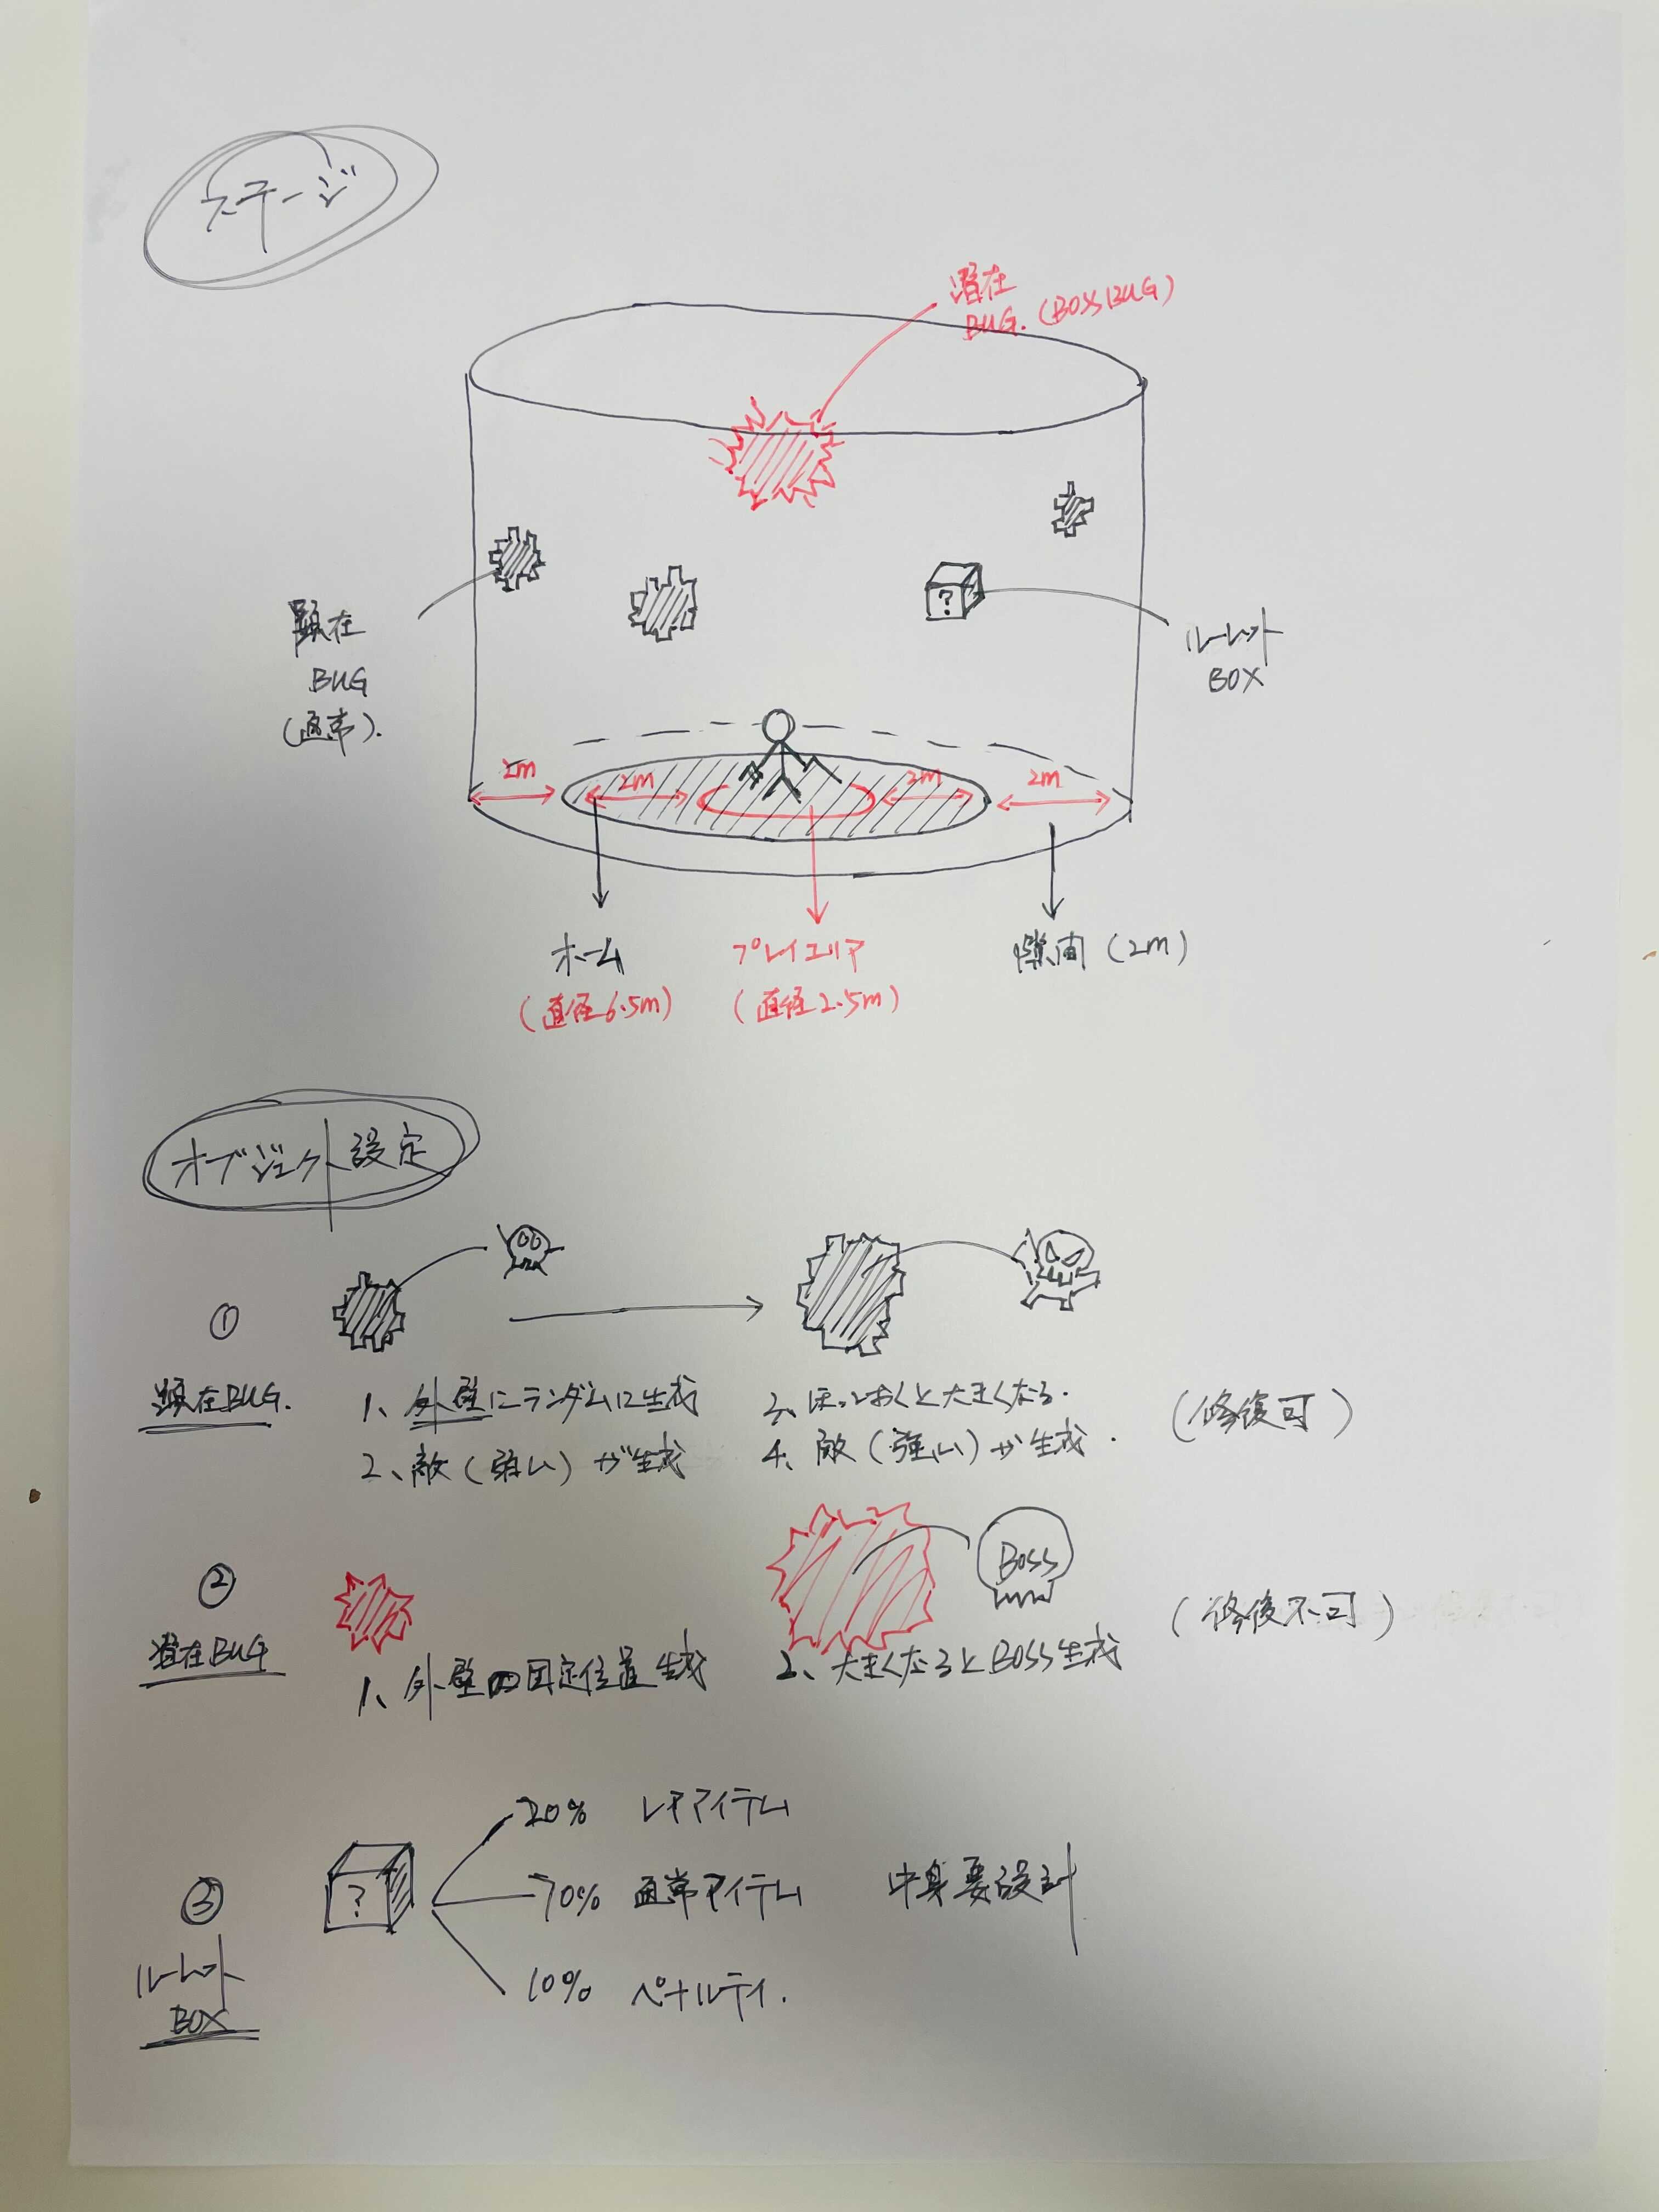 ステージ
潜在
BUG.(BOSSBUG)
顕在
BUG
(通常).
?
ルーレット
BOX
2m
2m
2m
2m
ホーム
(直径6.5m)
プレイエリア
(直径2.5m)
隙間(2m)
オブジェクト設定
①
顕在BUG.
1、外壁にランダムに生成
2、敵(弱い)が生成
3、ほっおくと大きくなる.
4、敵(強い)が生成.
(修復可)
②
潜在BUG
1、外壁の固定位置生成
BOSS
2、大きくなるとBOSS生成
(修復不可)
③
ルーレット
BOX
?
20% レアアイテム
70% 通常アイテム
10% ペナルティ.
中身要設計